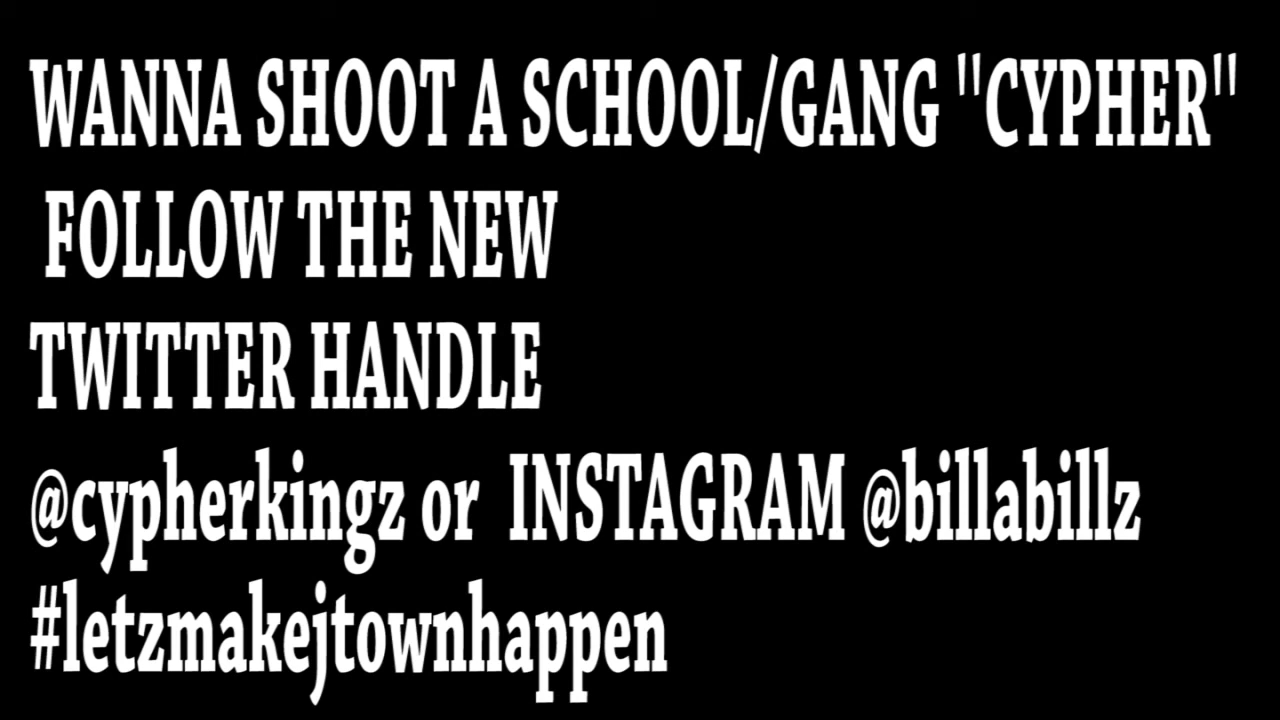 WANNA SHOOT A SCHOOL/GANG "CYPHER"
FOLLOW THE NEW
TWITTER HANDLE
@cypherkingz or INSTAGRAM @billabillz
#letzmakejtownhappen